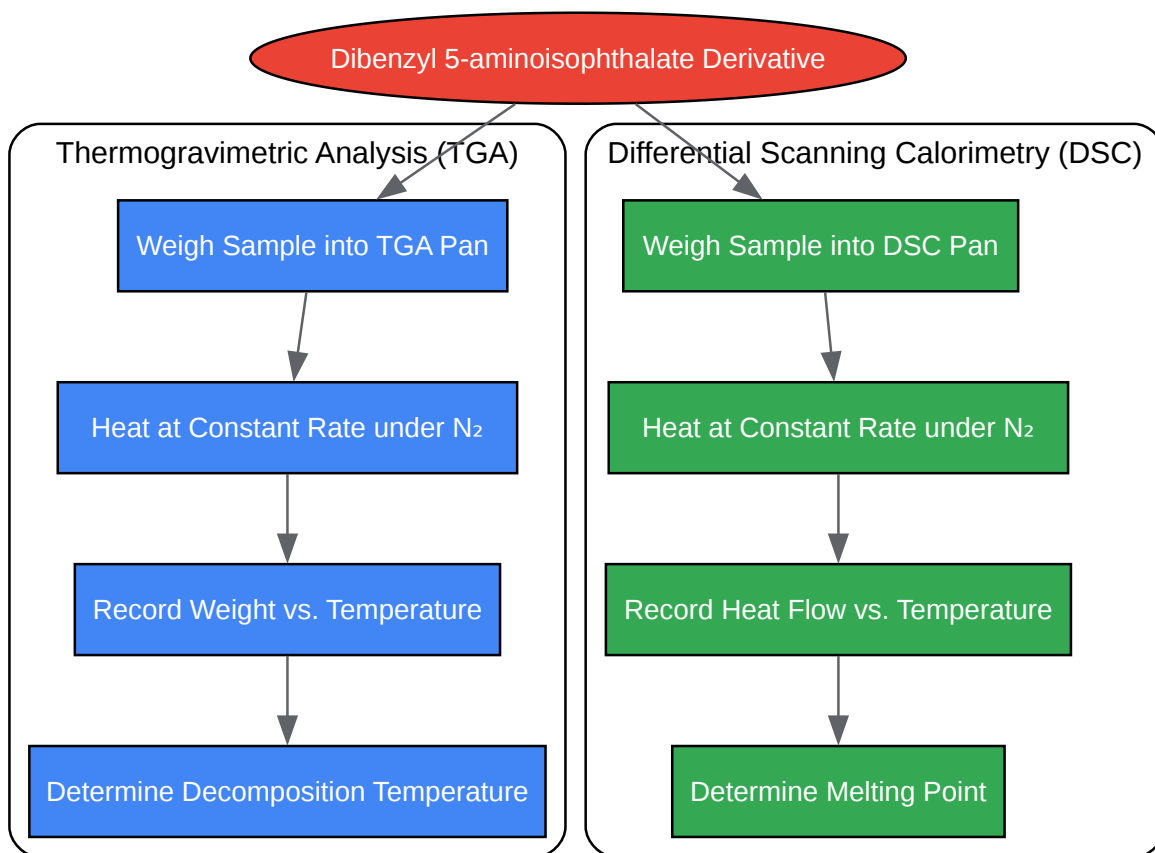 Dibenzyl 5-aminoisophthalate Derivative
Thermogravimetric Analysis (TGA)
Weigh Sample into TGA Pan
Heat at Constant Rate under N₂
Record Weight vs. Temperature
Determine Decomposition Temperature
Differential Scanning Calorimetry (DSC)
Weigh Sample into DSC Pan
Heat at Constant Rate under N₂
Record Heat Flow vs. Temperature
Determine Melting Point